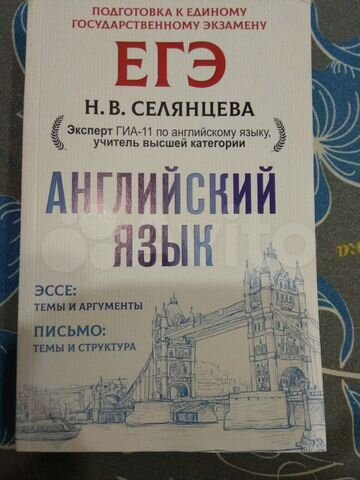 ПОДГОТОВКА К ЕДИНОМУ
ГОСУДАРСТВЕННОМУ ЭКЗАМЕНУ
ЕГЭ
Н. В. СЕЛЯНЦЕВА
Эксперт ГИА-11 по английскому языку,
учитель высшей категории
АНГЛИЙСКИЙ
ЯЗЫК
Avito
ЭССЕ:
ТЕМЫ И АРГУМЕНТЫ
ПИСЬМО:
ТЕМЫ И СТРУКТУРА